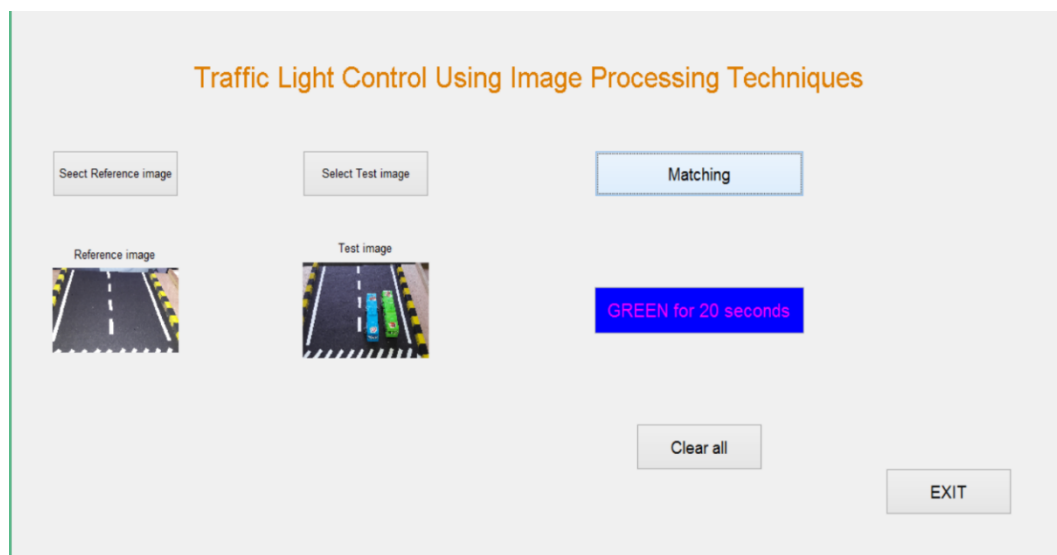 Traffic Light Control Using Image Processing Techniques
Seect Reference image
Select Test image
Matching
Reference image
Test image
GREEN for 20 seconds
Clear all
EXIT